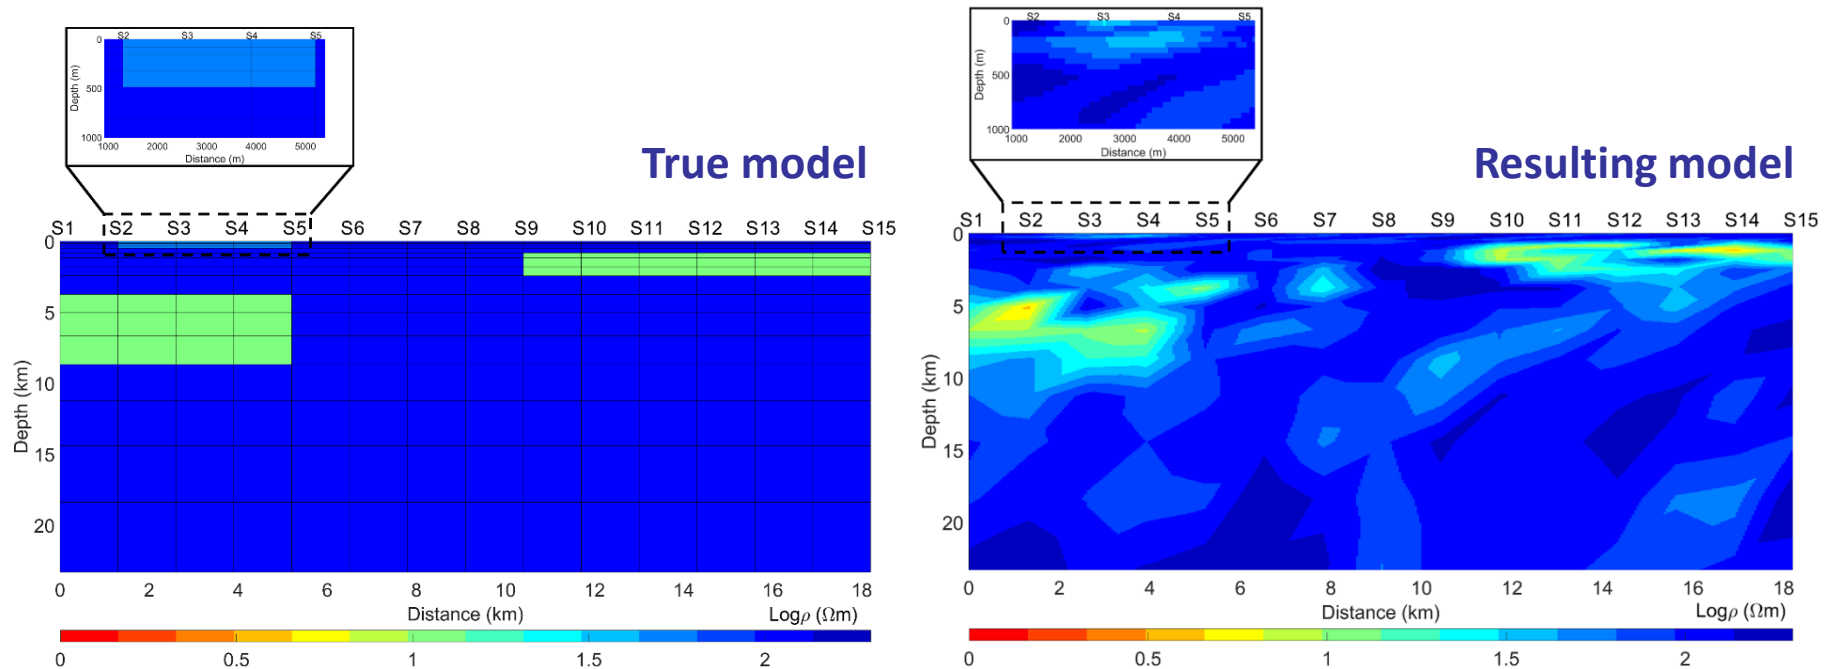 S2 S3 S4 S5
0
500
1000
Depth (m)
1000 2000 3000 4000 5000
Distance (m)
True model
S1 S2 S3 S4 S5 S6 S7 S8 S9 S10 S11 S12 S13 S14 S15
0
5
10
15
20
Depth (km)
0 2 4 6 8 10 12 14 16 18
Distance (km)
Logρ (Ωm)
0 0.5 1 1.5 2
S2 S3 S4 S5
0
500
1000
Depth (m)
1000 2000 3000 4000 5000
Distance (m)
Resulting model
S1 S2 S3 S4 S5 S6 S7 S8 S9 S10 S11 S12 S13 S14 S15
0
5
10
15
20
Depth (km)
0 2 4 6 8 10 12 14 16 18
Distance (km)
Logρ (Ωm)
0 0.5 1 1.5 2